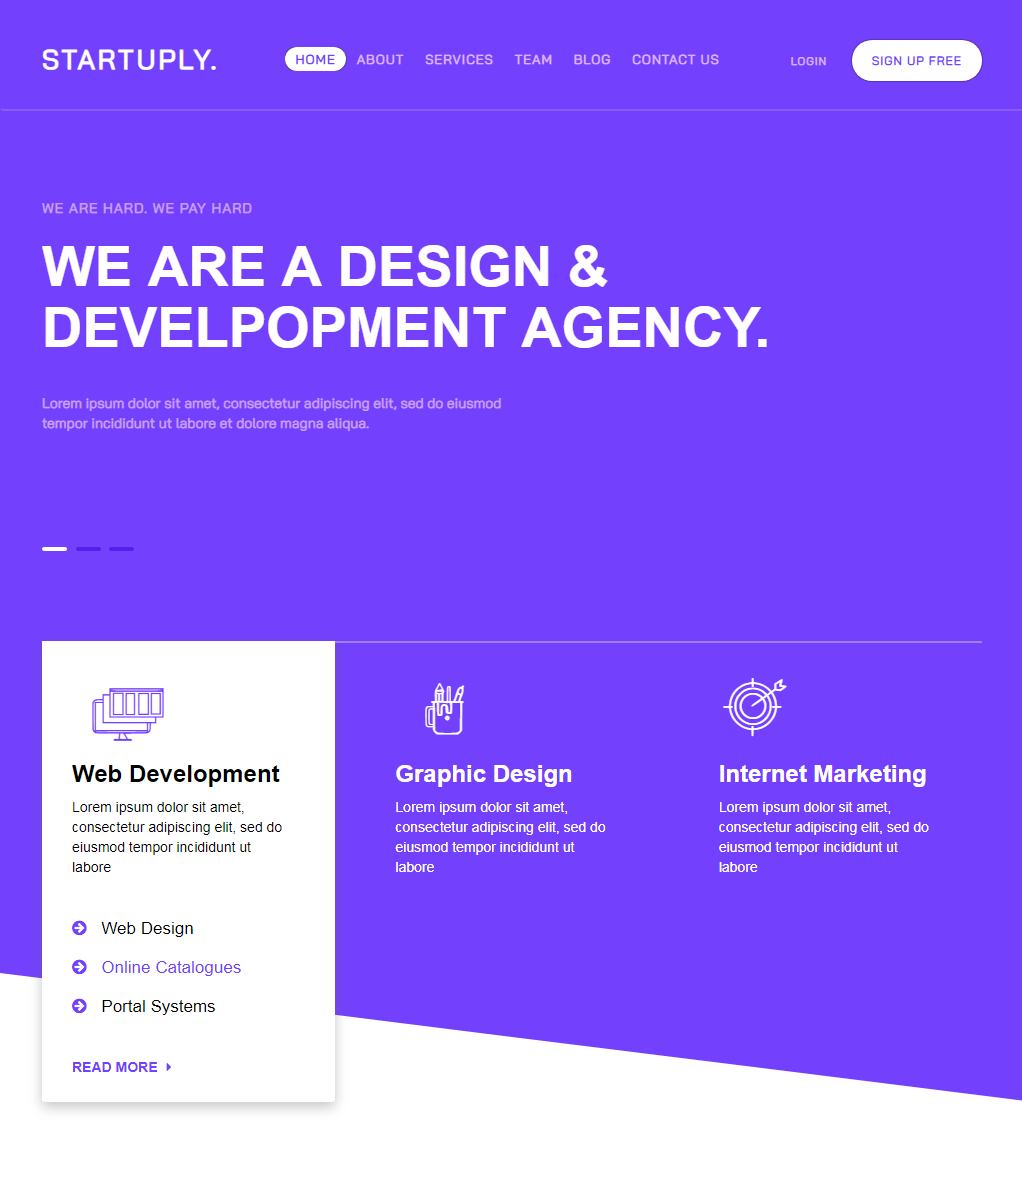 STARTUPLY.
HOME ABOUT SERVICES TEAM BLOG CONTACT US LOGIN SIGN UP FREE
WE ARE HARD. WE PAY HARD
WE ARE A DESIGN &
DEVELPOPMENT AGENCY.
Lorem ipsum dolor sit amet, consectetur adipiscing elit, sed do eiusmod
tempor incididunt ut labore et dolore magna aliqua.
Web Development
Lorem ipsum dolor sit amet,
consectetur adipiscing elit, sed do
eiusmod tempor incididunt ut
labore
Web Design
Online Catalogues
Portal Systems
READ MORE
Graphic Design
Lorem ipsum dolor sit amet,
consectetur adipiscing elit, sed do
eiusmod tempor incididunt ut
labore
Internet Marketing
Lorem ipsum dolor sit amet,
consectetur adipiscing elit, sed do
eiusmod tempor incididunt ut
labore